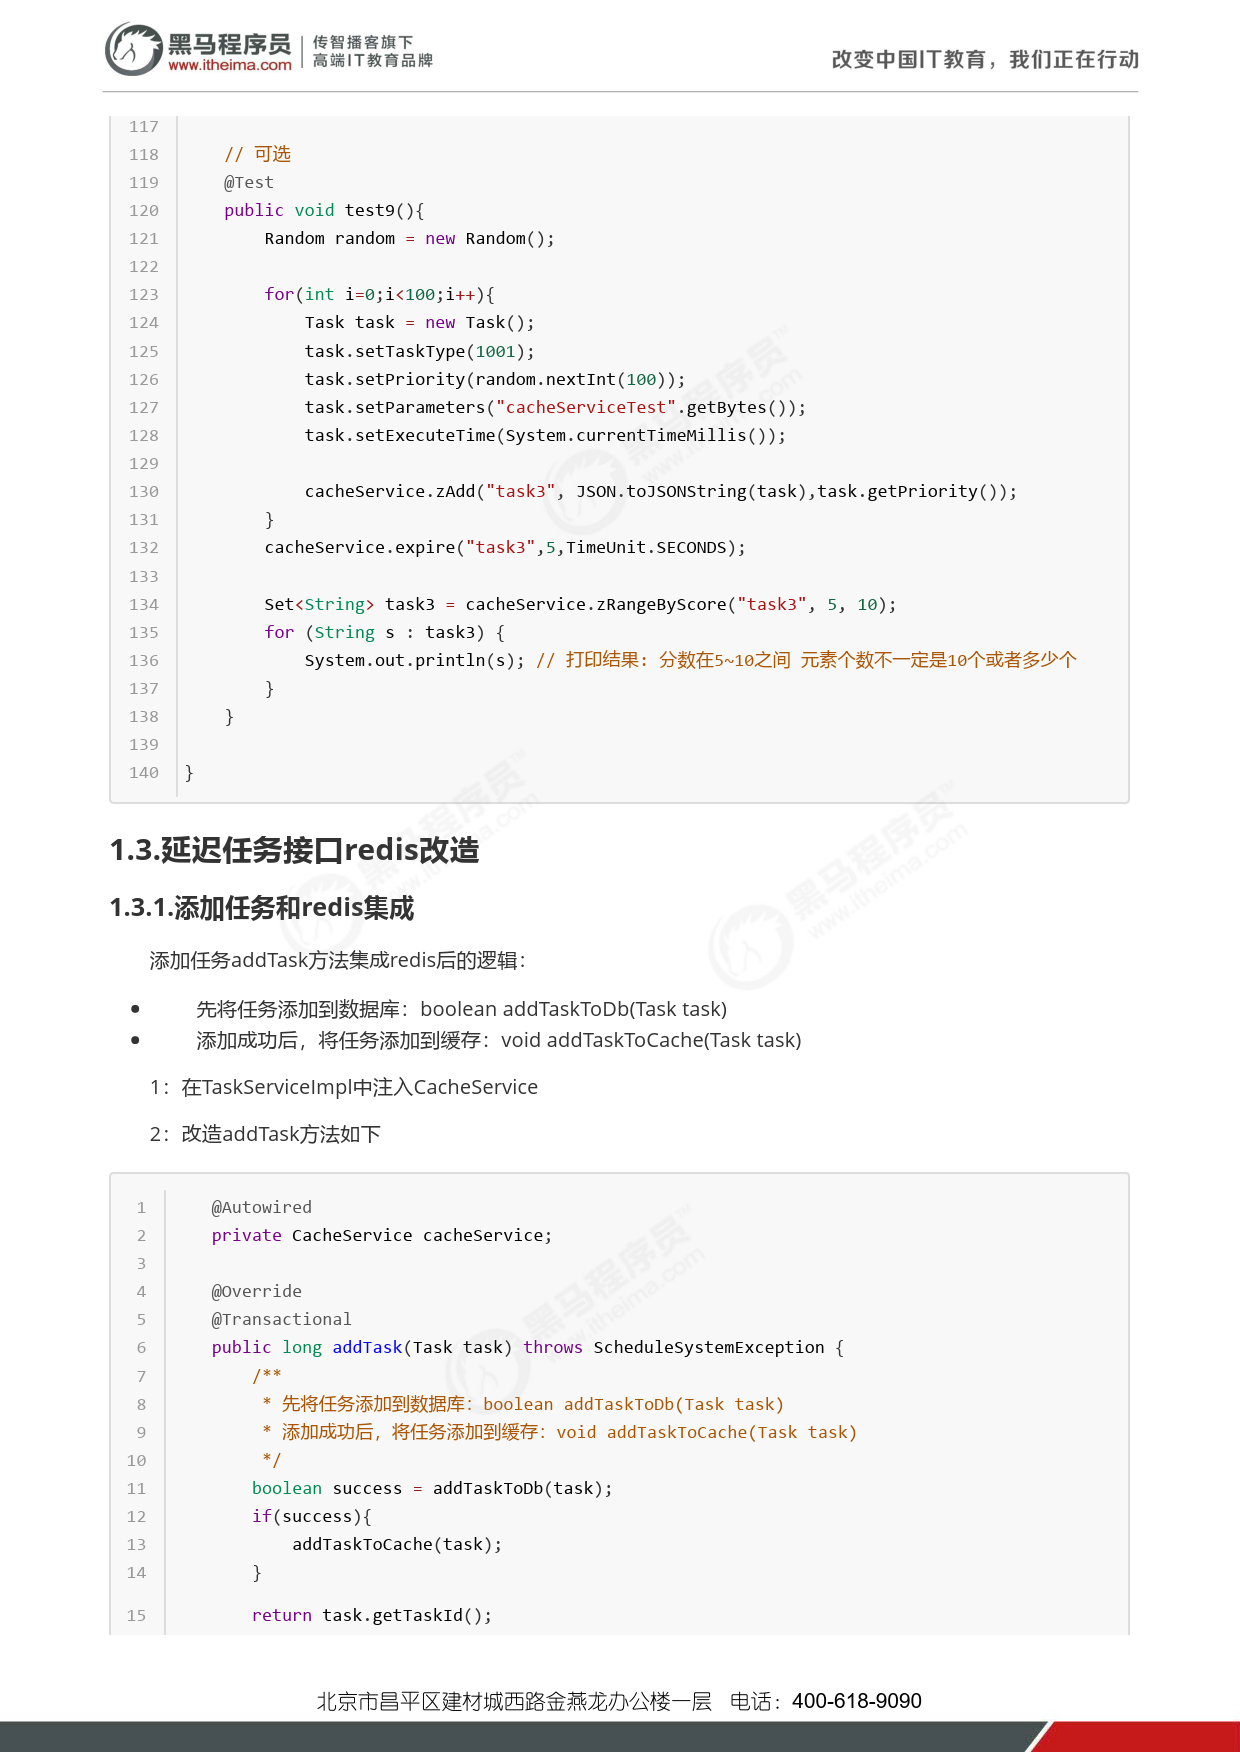 黑马程序员 www.itheima.com 传智播客旗下 高端IT教育品牌
改变中国IT教育，我们正在行动
117
118     // 可选
119     @Test
120     public void test9(){
121         Random random = new Random();
122
123         for(int i=0;i<100;i++){
124             Task task = new Task();
125             task.setTaskType(1001);
126             task.setPriority(random.nextInt(100));
127             task.setParameters("cacheServiceTest".getBytes());
128             task.setExecuteTime(System.currentTimeMillis());
129
130             cacheService.zAdd("task3", JSON.toJSONString(task),task.getPriority());
131         }
132         cacheService.expire("task3",5,TimeUnit.SECONDS);
133
134         Set<String> task3 = cacheService.zRangeByScore("task3", 5, 10);
135         for (String s : task3) {
136             System.out.println(s); // 打印结果: 分数在5~10之间 元素个数不一定是10个或者多少个
137         }
138     }
139
140 }
1.3.延迟任务接口redis改造
1.3.1.添加任务和redis集成
添加任务addTask方法集成redis后的逻辑：
• 先将任务添加到数据库：boolean addTaskToDb(Task task)
• 添加成功后，将任务添加到缓存：void addTaskToCache(Task task)
1：在TaskServiceImpl中注入CacheService
2：改造addTask方法如下
1     @Autowired
2     private CacheService cacheService;
3
4     @Override
5     @Transactional
6     public long addTask(Task task) throws ScheduleSystemException {
7         /**
8          * 先将任务添加到数据库：boolean addTaskToDb(Task task)
9          * 添加成功后，将任务添加到缓存：void addTaskToCache(Task task)
10          */
11         boolean success = addTaskToDb(task);
12         if(success){
13             addTaskToCache(task);
14         }
15         return task.getTaskId();
北京市昌平区建材城西路金燕龙办公楼一层 电话：400-618-9090